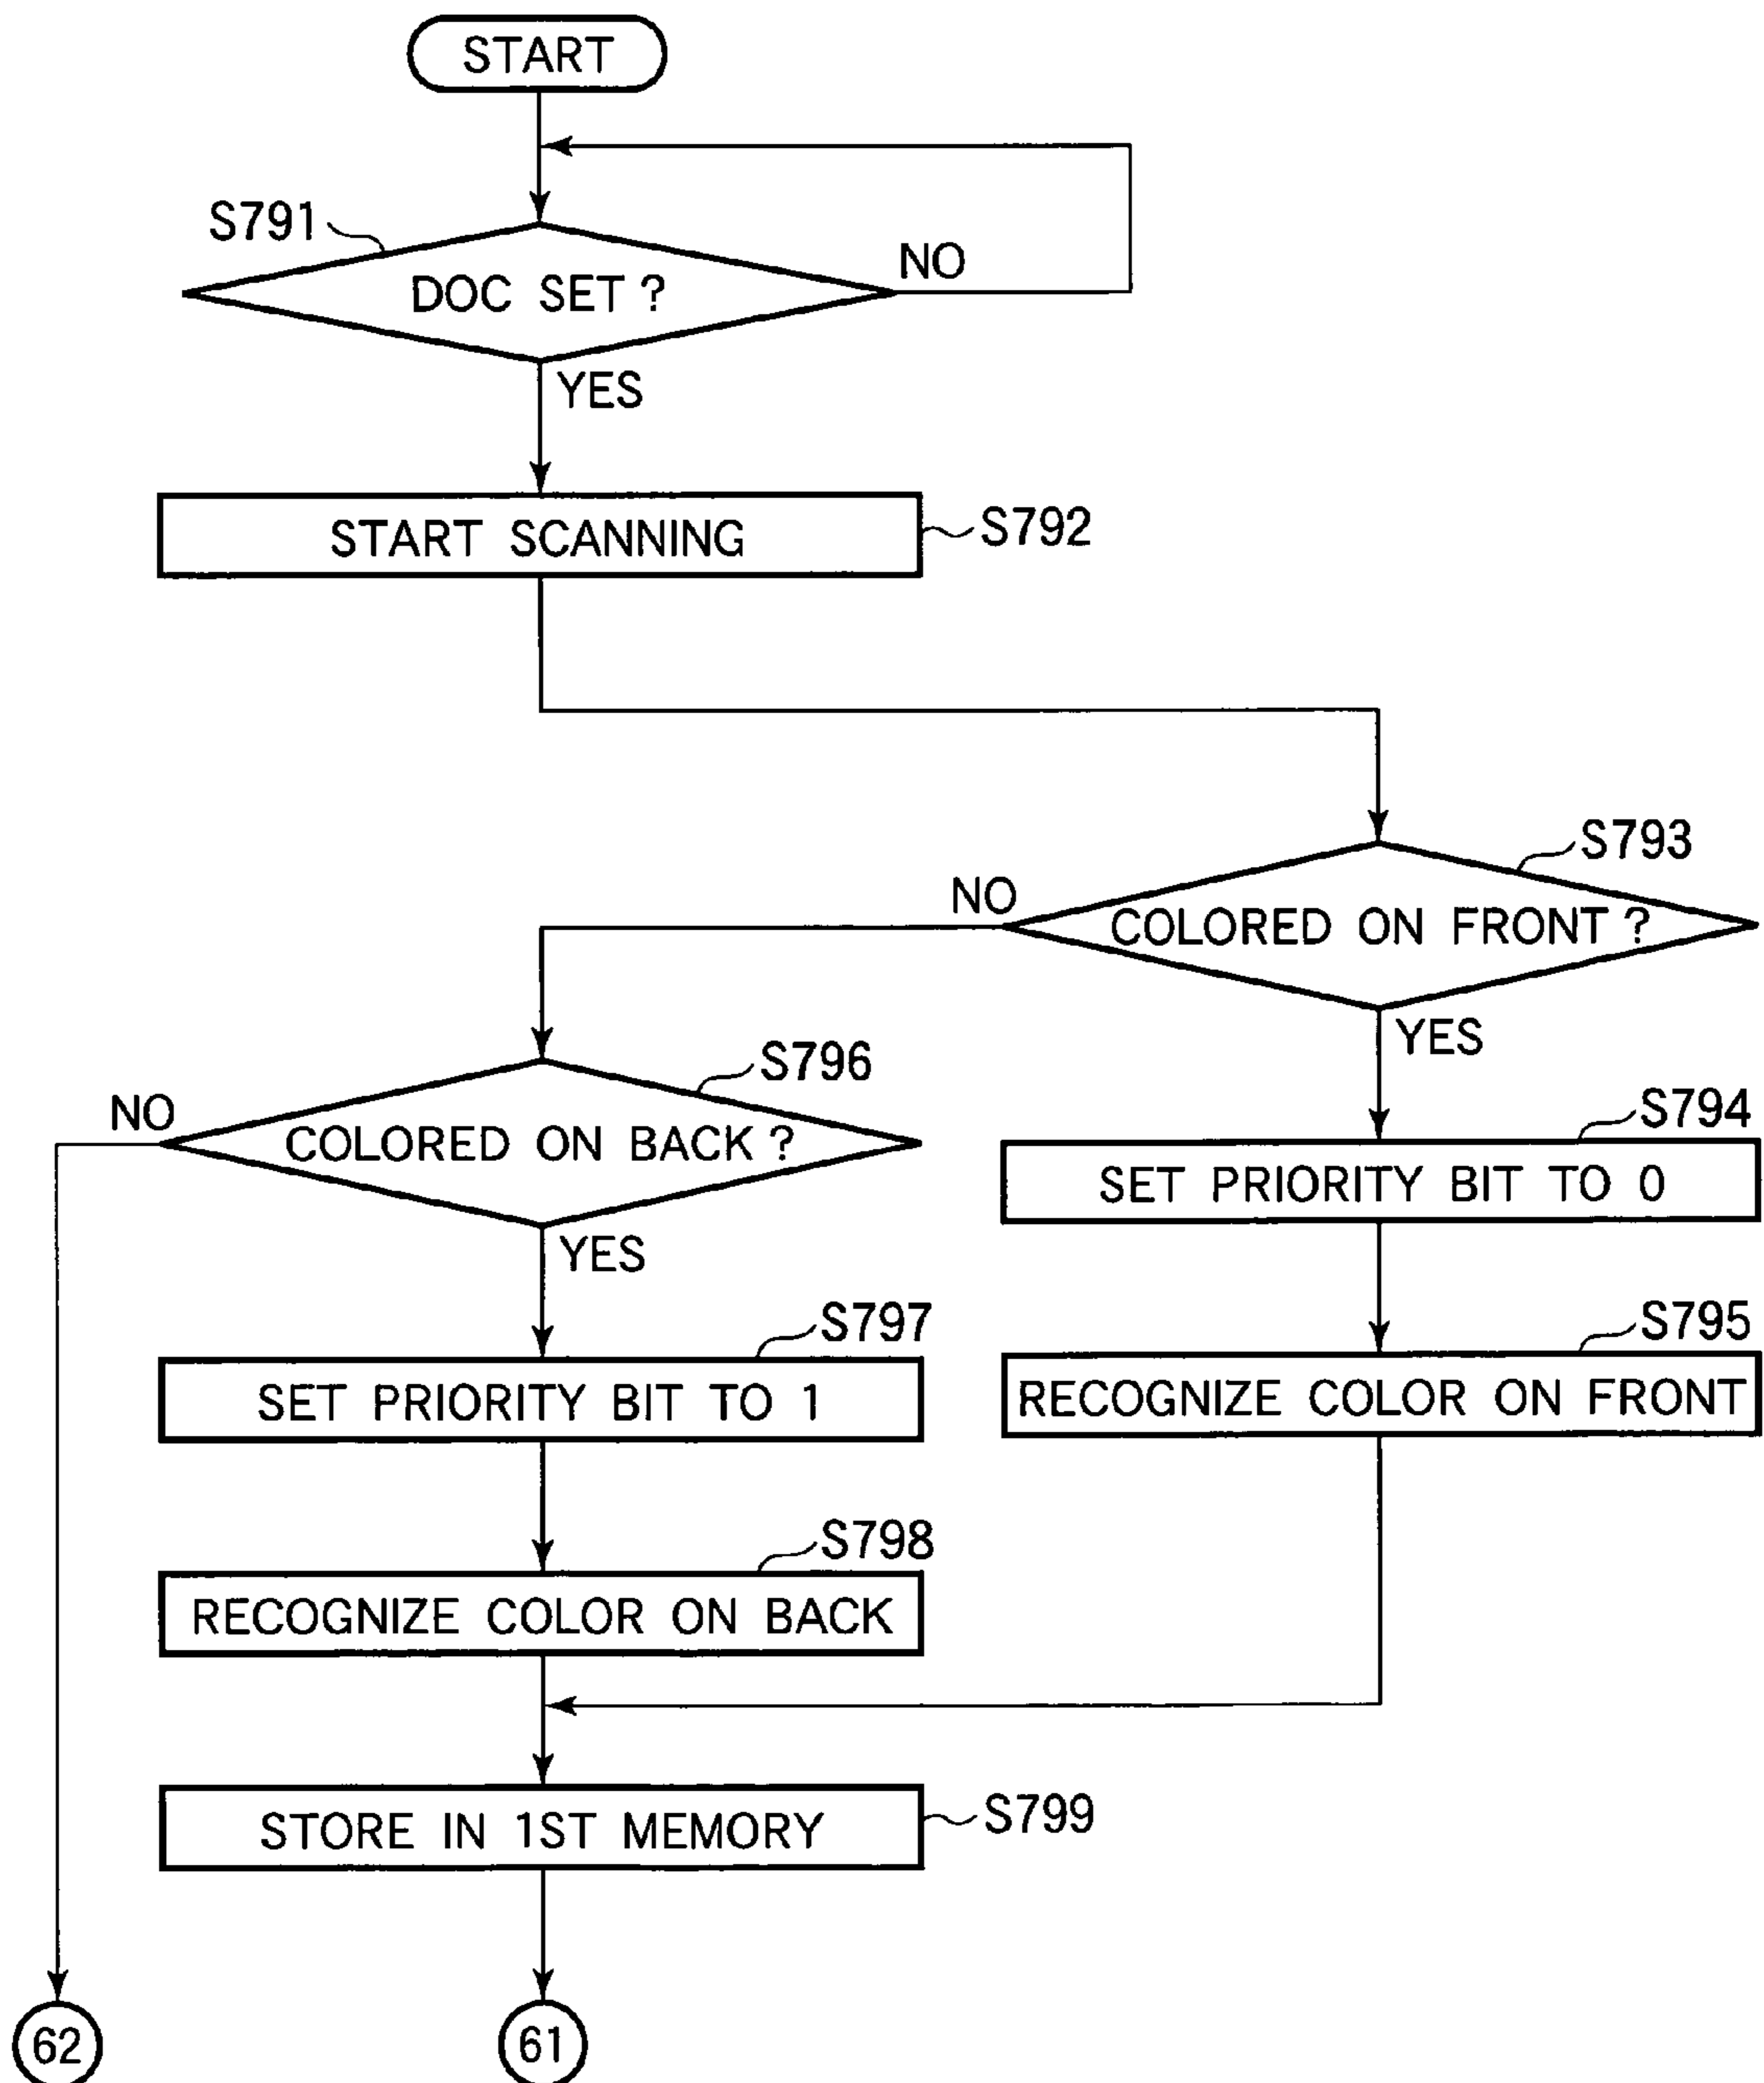 START
S791
DOC SET ?
NO
YES
START SCANNING
S792
S793
COLORED ON FRONT ?
NO
YES
S796
COLORED ON BACK ?
NO
YES
S794
SET PRIORITY BIT TO 0
S797
SET PRIORITY BIT TO 1
S795
RECOGNIZE COLOR ON FRONT
S798
RECOGNIZE COLOR ON BACK
STORE IN 1ST MEMORY
S799
62
61